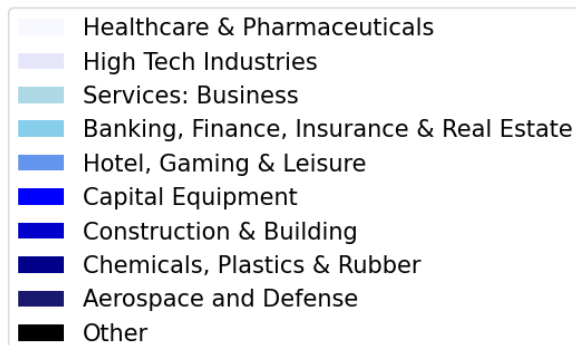 Healthcare & Pharmaceuticals
High Tech Industries
Services: Business
Banking, Finance, Insurance & Real Estate
Hotel, Gaming & Leisure
Capital Equipment
Construction & Building
Chemicals, Plastics & Rubber
Aerospace and Defense
Other